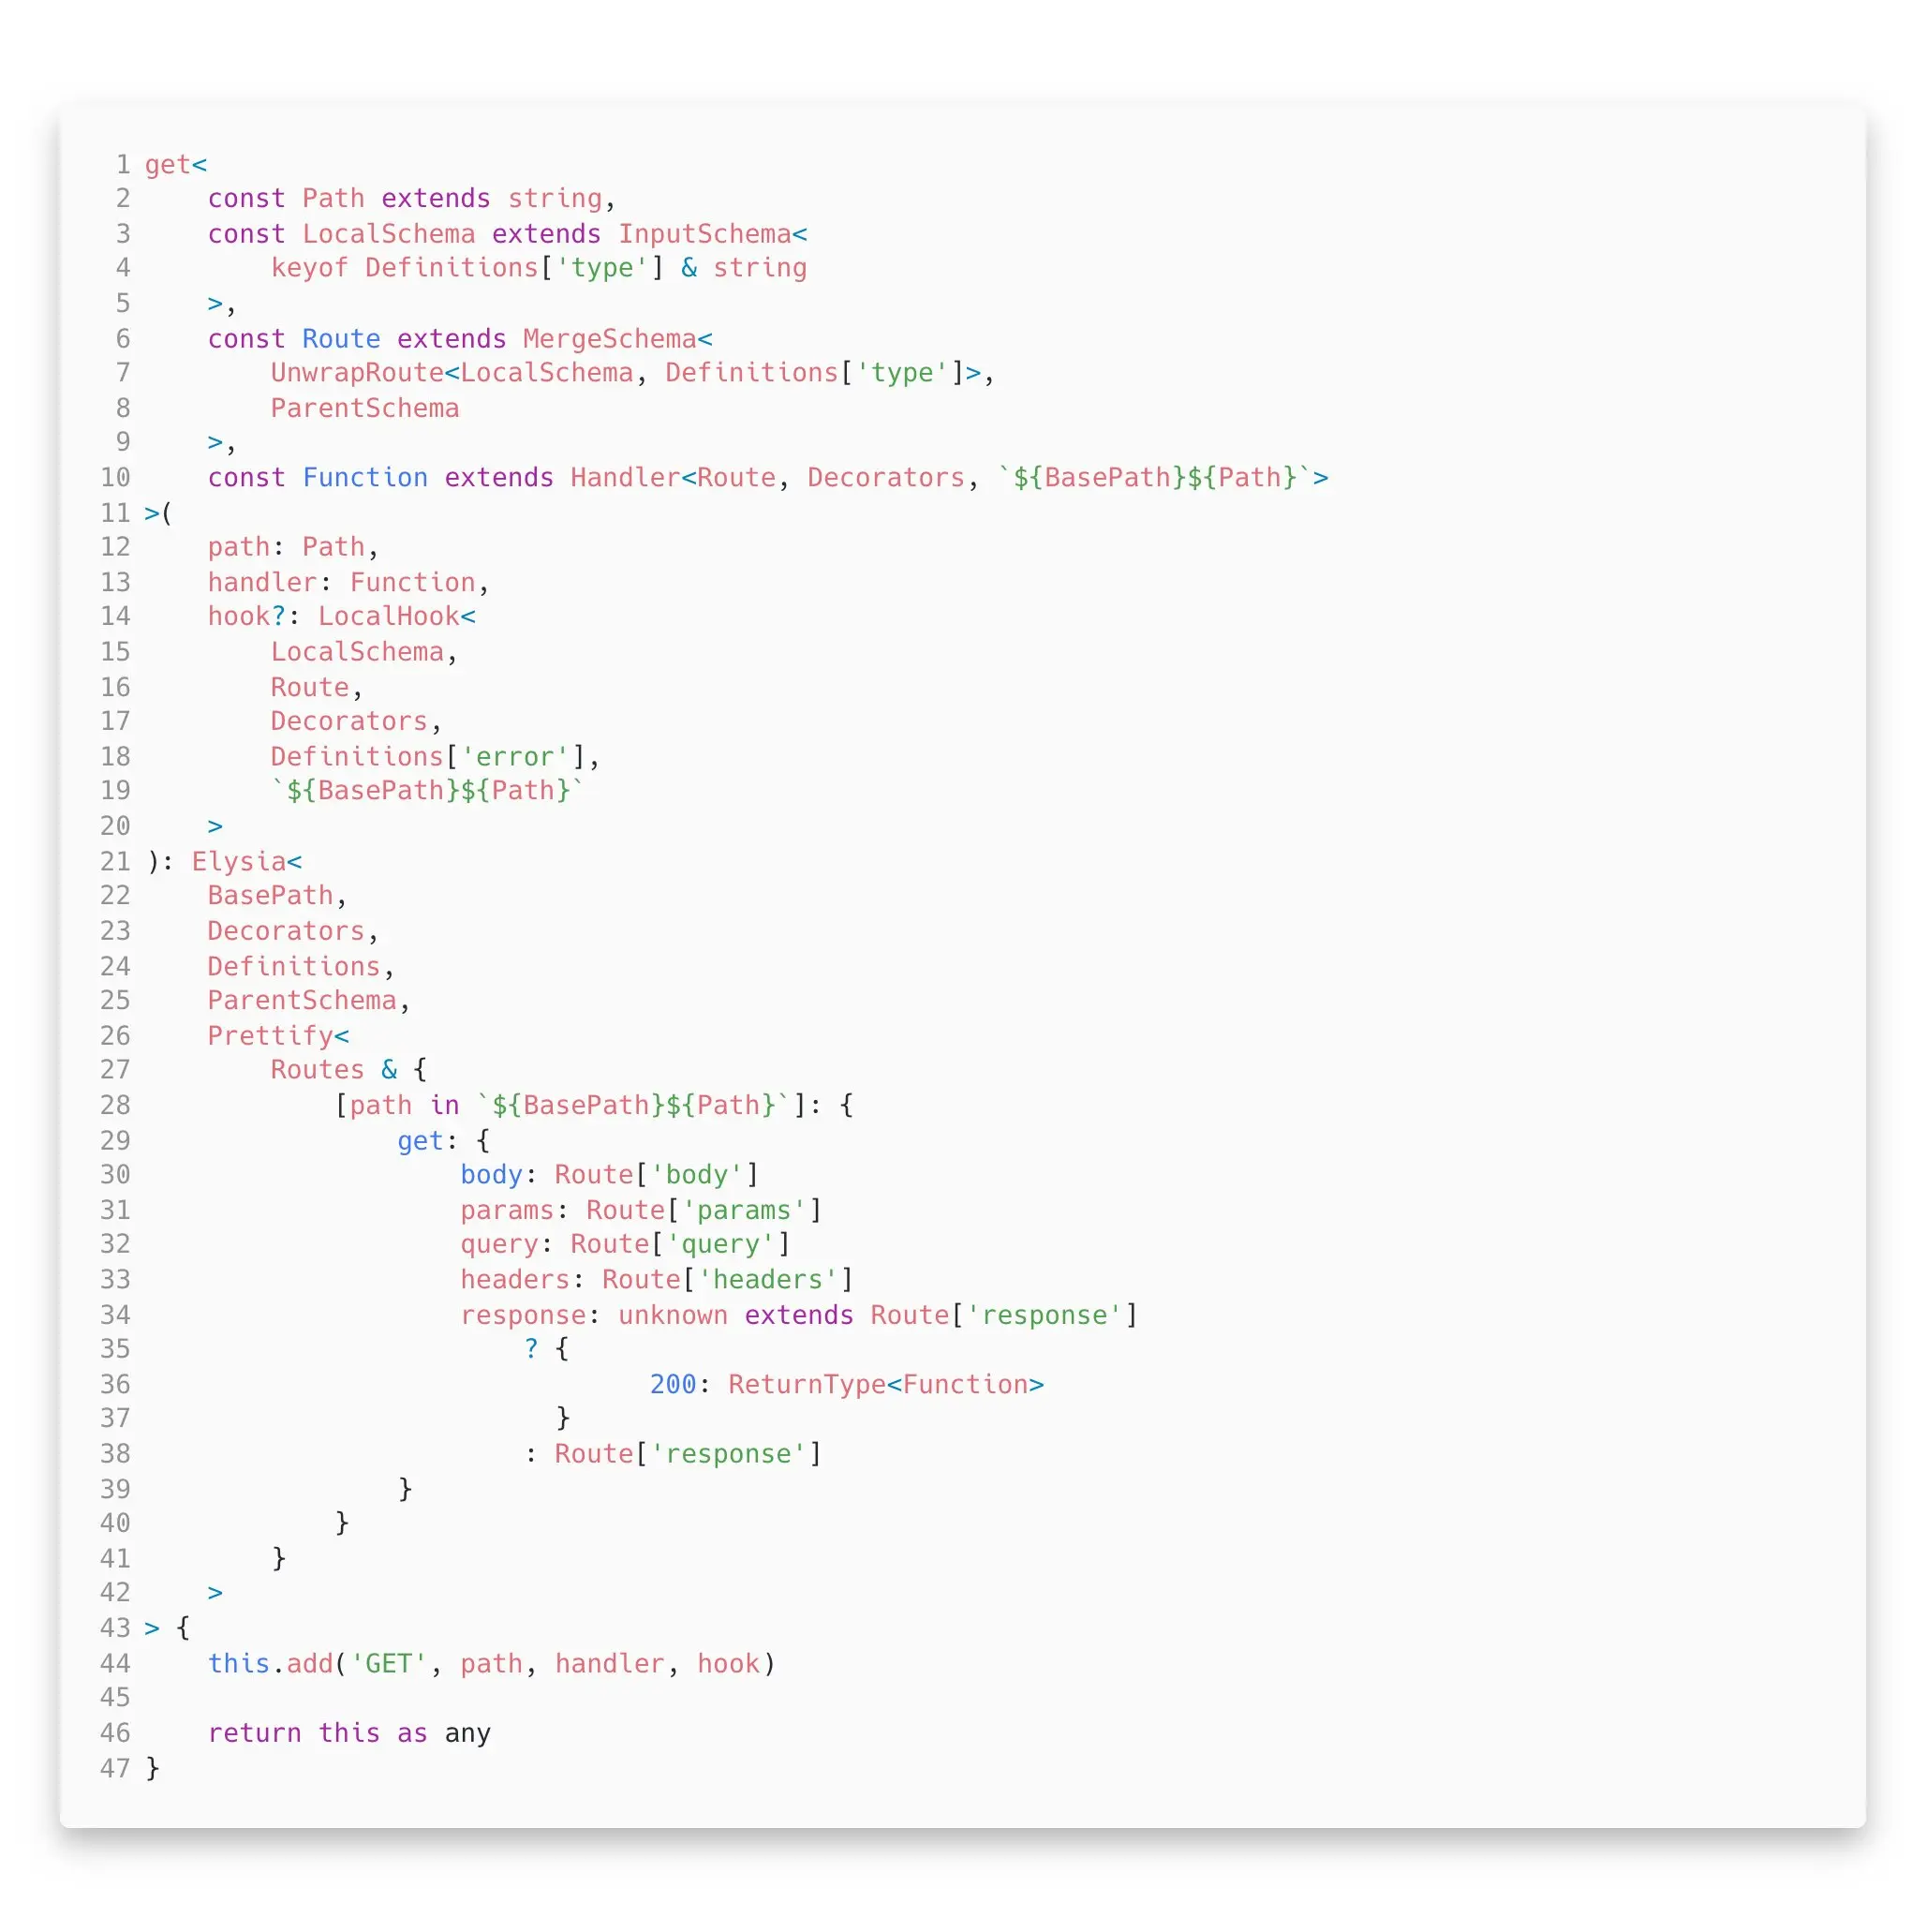 1 get<
2     const Path extends string,
3     const LocalSchema extends InputSchema<
4         keyof Definitions['type'] & string
5     >,
6     const Route extends MergeSchema<
7         UnwrapRoute<LocalSchema, Definitions['type']>,
8         ParentSchema
9     >,
10     const Function extends Handler<Route, Decorators, `${BasePath}${Path}`>
11 >(
12     path: Path,
13     handler: Function,
14     hook?: LocalHook<
15         LocalSchema,
16         Route,
17         Decorators,
18         Definitions['error'],
19         `${BasePath}${Path}`
20     >
21 ): Elysia<
22     BasePath,
23     Decorators,
24     Definitions,
25     ParentSchema,
26     Prettify<
27         Routes & {
28             [path in `${BasePath}${Path}`]: {
29                 get: {
30                     body: Route['body']
31                     params: Route['params']
32                     query: Route['query']
33                     headers: Route['headers']
34                     response: unknown extends Route['response']
35                         ? {
36                                 200: ReturnType<Function>
37                           }
38                         : Route['response']
39                 }
40             }
41         }
42     >
43 > {
44     this.add('GET', path, handler, hook)
45
46     return this as any
47 }